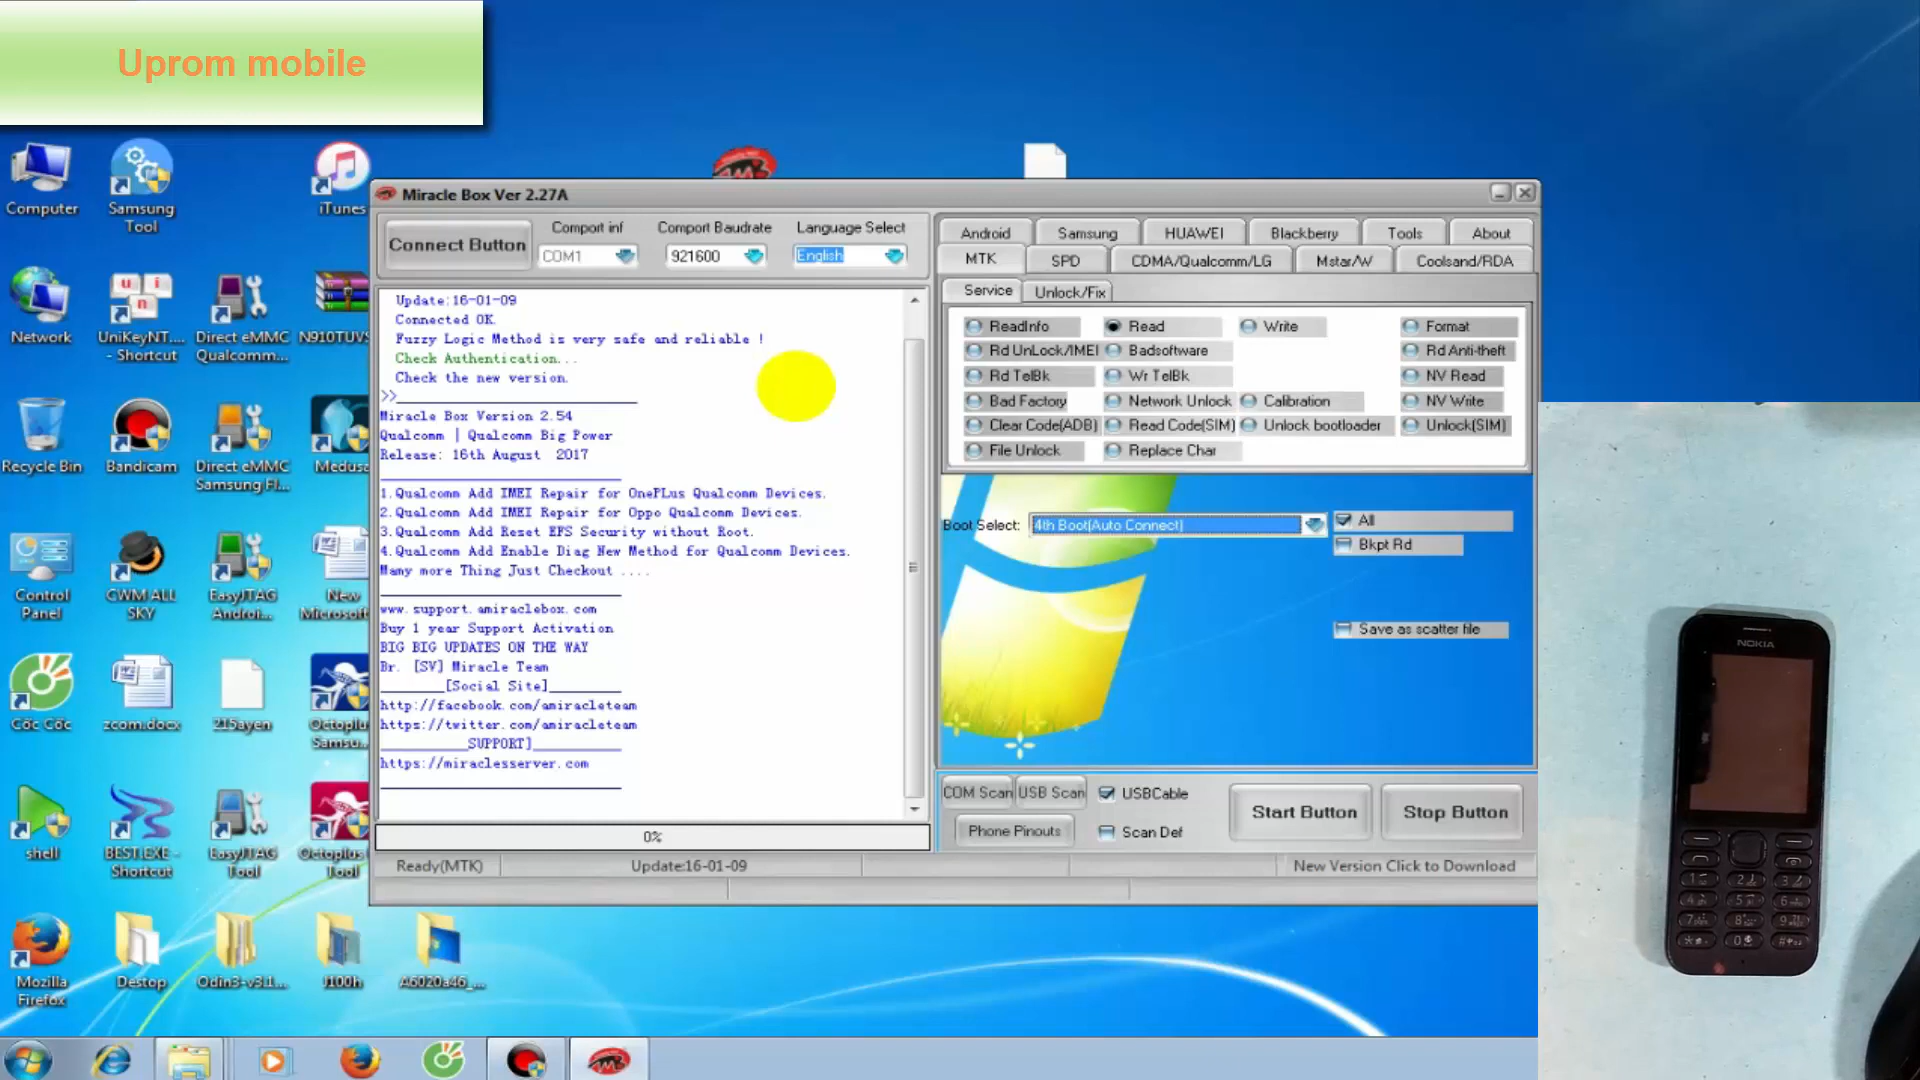 Uprom mobile
Computer
Samsung
Tool
iTunes
Network
UniKeyNT....
- Shortcut
Direct eMMC
Qualcomm...
N910TUVS
Recycle Bin
Bandicam
Direct eMMC
Samsung Fl...
Medusa
Control
Panel
CWM ALL
SKY
EasyJTAG
Androi...
New
Microsoft
Cốc Cốc
zcom.docx
215ayen
Octoplus
Samsu...
shell
BEST.EXE -
Shortcut
EasyJTAG
Tool
Octoplus
Tool
Mozilla
Firefox
Destop
Odin3-v3.1...
J100h
A6020a46_...
Miracle Box Ver 2.27A
Connect Button
Comport inf
COM1
Comport Baudrate
921600
Language Select
English
Update:16-01-09
Connected OK.
Fuzzy Logic Method is very safe and reliable !
Check Authentication...
Check the new version.
>>
Miracle Box Version 2.54
Qualcomm | Qualcomm Big Power
Release: 16th August 2017
1.Qualcomm Add IMEI Repair for OnePLus Qualcomm Devices.
2.Qualcomm Add IMEI Repair for Oppo Qualcomm Devices.
3.Qualcomm Add Reset EFS Security without Root.
4.Qualcomm Add Enable Diag New Method for Qualcomm Devices.
Mamy more Thing Just Checkout ....
www.support.amiraclebox.com
Buy 1 year Support Activation
BIG BIG UPDATES ON THE WAY
Br. [SV] Miracle Team
[Social Site]
http://facebook.com/amiracleteam
https://twitter.com/amiracleteam
SUPPORT]
https://miraclesserver.com
0%
Ready(MTK)
Update:16-01-09
New Version Click to Download
Android
Samsung
HUAWEI
Blackberry
Tools
About
MTK
SPD
CDMA/Qualcomm/LG
Mstar/W
Coolsand/RDA
Service
Unlock/Fix
ReadInfo
Read
Write
Format
Rd UnLock/IMEI
Badsoftware
Rd Anti-theft
Rd TelBk
Wr TelBk
NV Read
Bad Factory
Network Unlock
Calibration
NV Write
Clear Code(ADB)
Read Code(SIM)
Unlock bootloader
Unlock(SIM)
File Unlock
Replace Char
Boot Select:
4th Boot(Auto Connect)
All
Bkpt Rd
Save as scatter file
COM Scan
USB Scan
USBCable
Phone Pinouts
Scan Def
Start Button
Stop Button
NOKIA